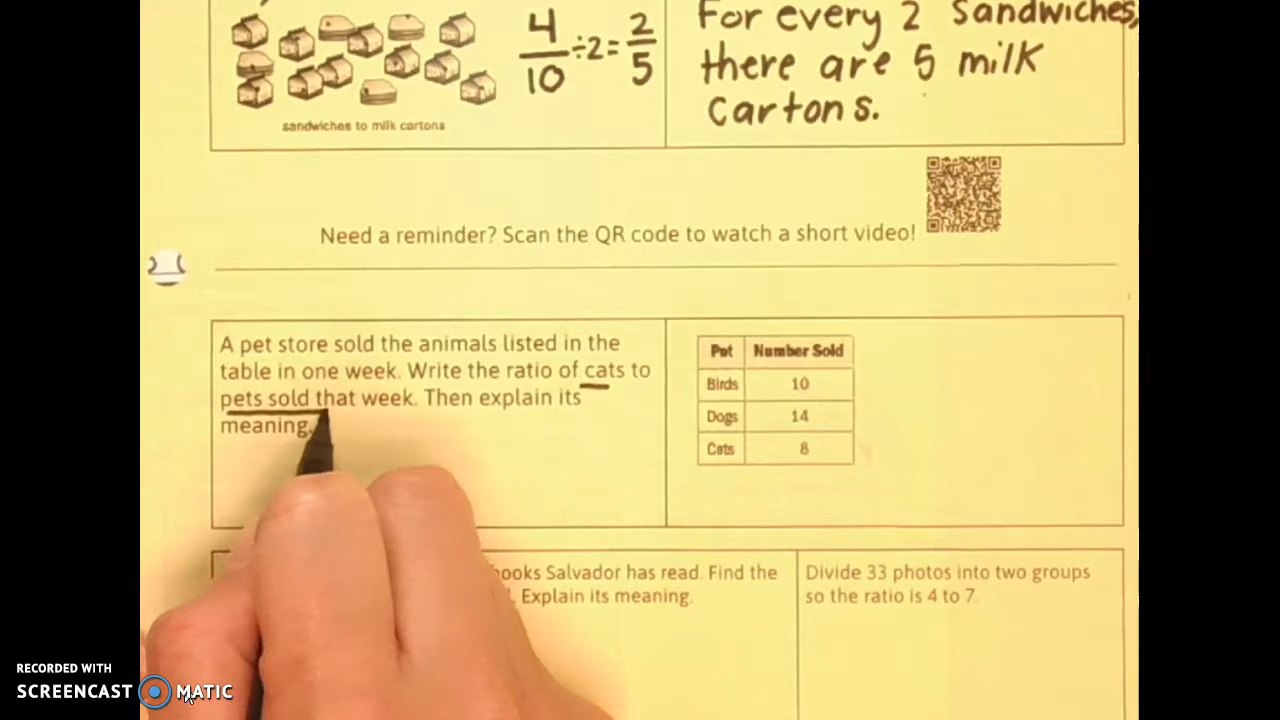 4/10 ÷2 = 2/5
For every 2 sandwiches,
there are 5 milk
cartons.
sandwiches to milk cartons
Need a reminder? Scan the QR code to watch a short video!
A pet store sold the animals listed in the
table in one week. Write the ratio of cats to
pets sold that week. Then explain its
meaning.
Pet Number Sold
Birds 10
Dogs 14
Cats 8
books Salvador has read. Find the
. Explain its meaning.
Divide 33 photos into two groups
so the ratio is 4 to 7.
RECORDED WITH
SCREENCAST MATIC